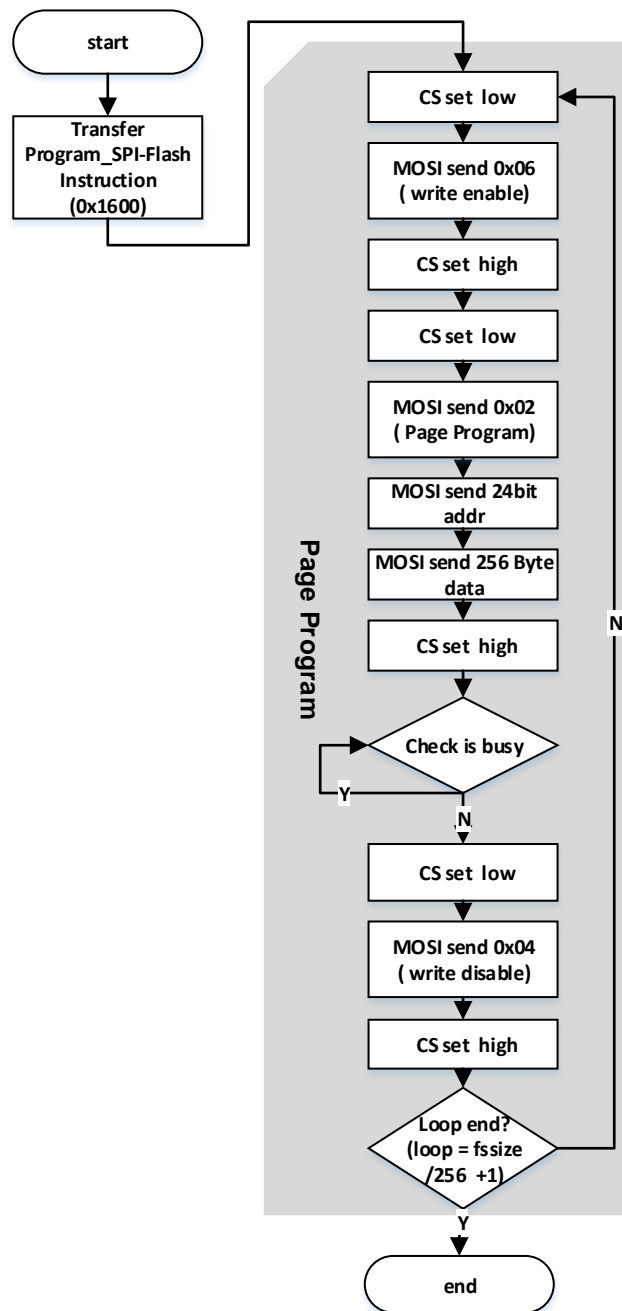 start
Transfer
Program_SPI-Flash
Instruction
(0x1600)
CS set low
MOSI send 0x06
( write enable)
CS set high
CS set low
MOSI send 0x02
( Page Program)
MOSI send 24bit
addr
MOSI send 256 Byte
data
CS set high
Page Program
N
Check is busy
Y
N
CS set low
MOSI send 0x04
( write disable)
CS set high
Loop end?
(loop = fssize
/256 +1)
Y
end